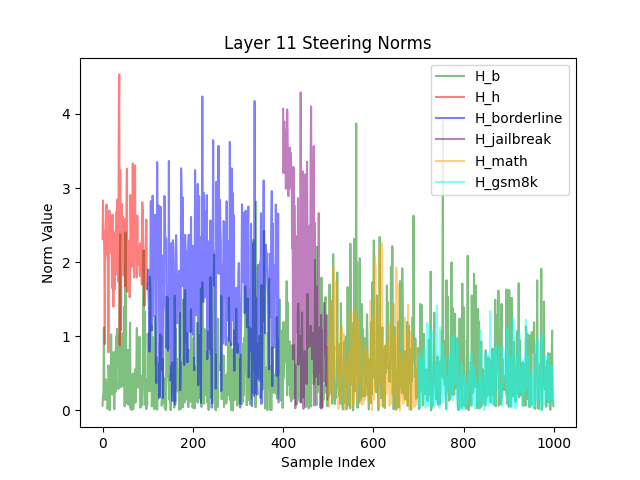 Layer 11 Steering Norms
H_b
H_h
H_borderline
H_jailbreak
H_math
H_gsm8k
Norm Value
4
3
2
1
0
0
200
400
600
800
1000
Sample Index